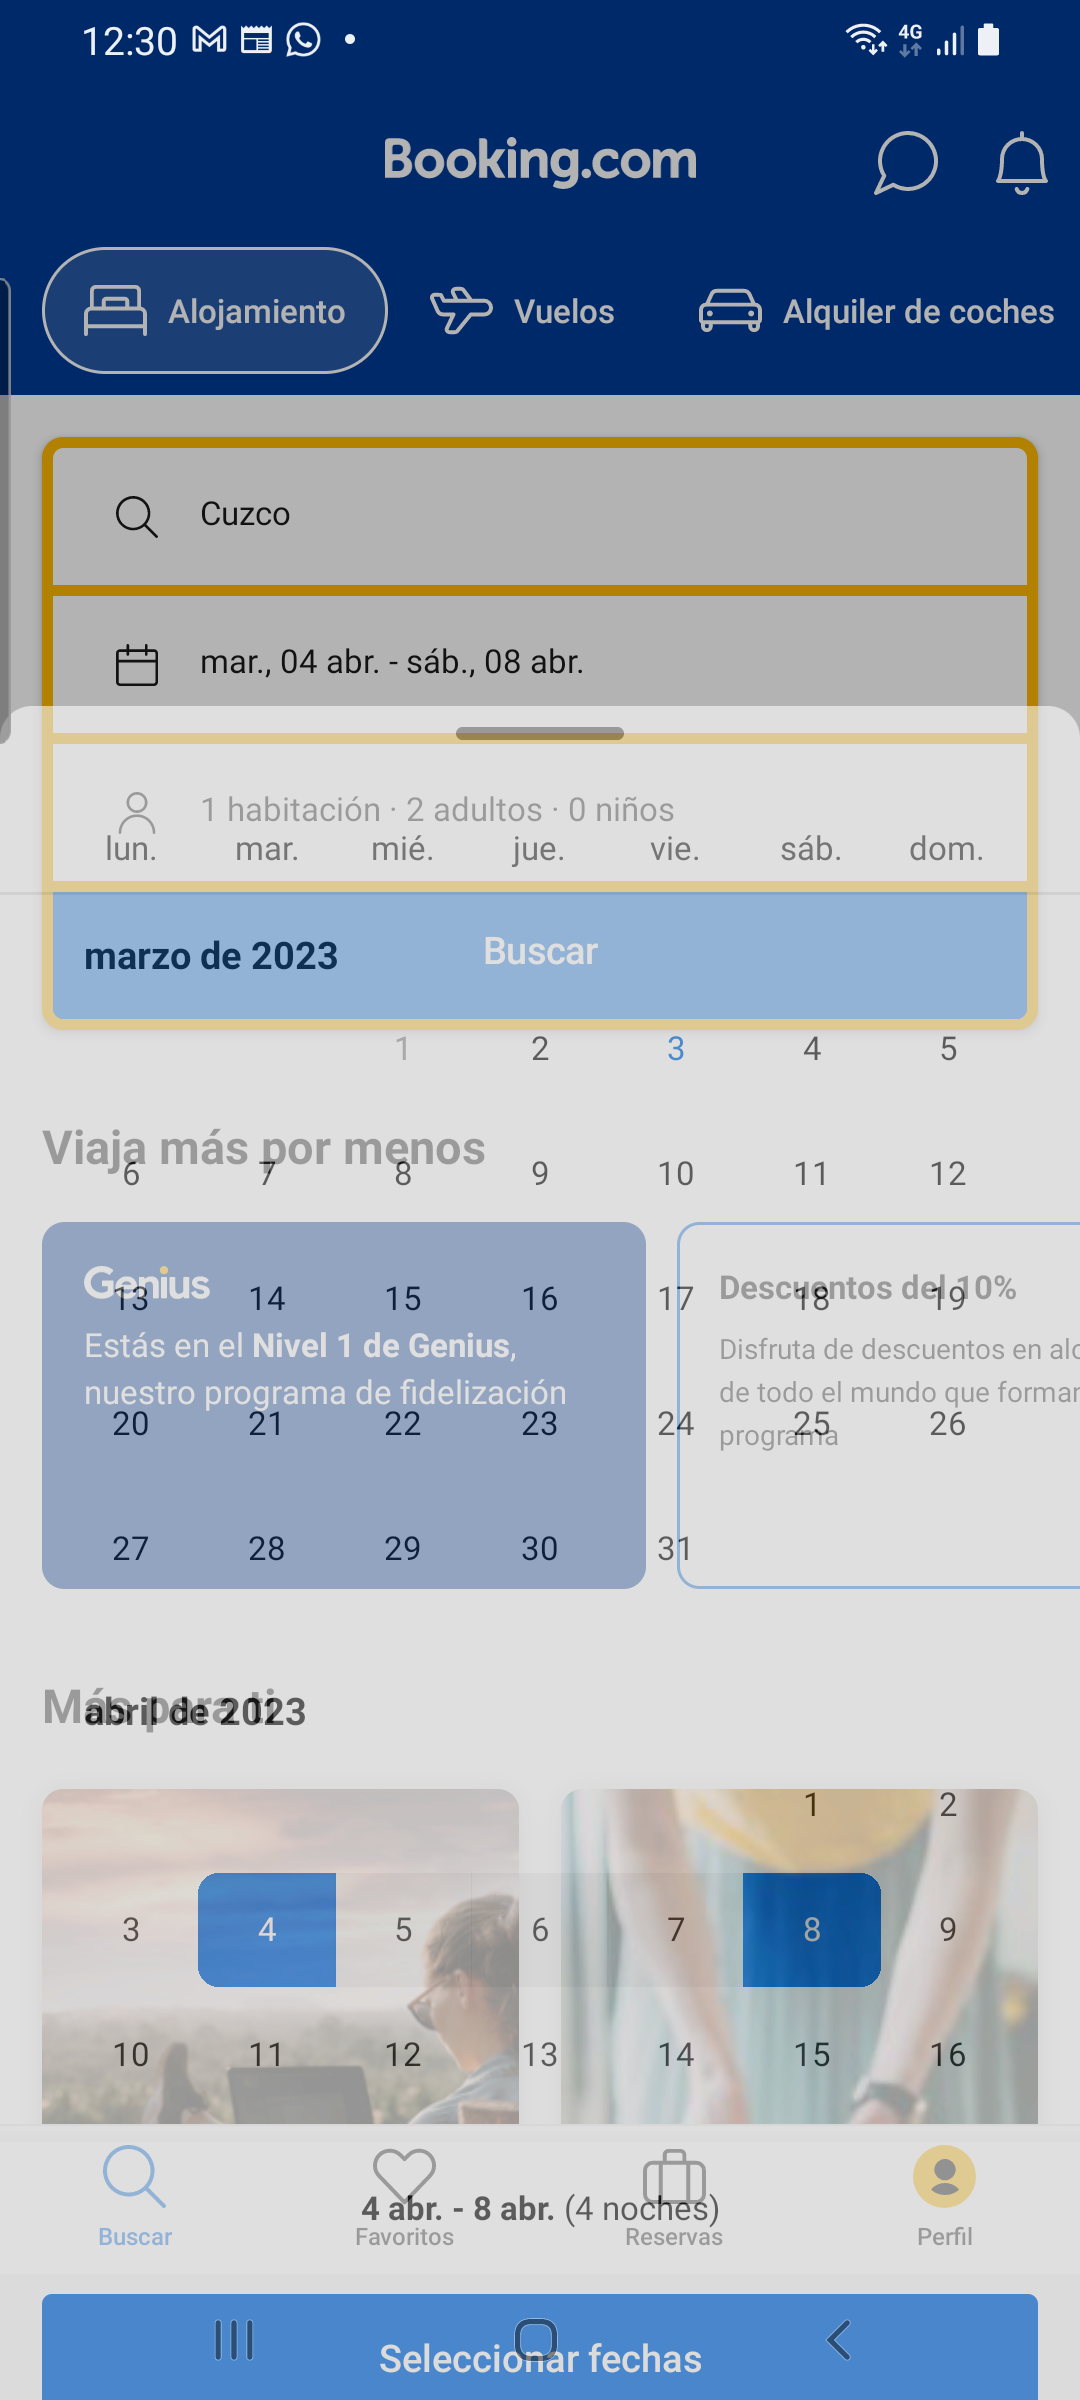 12:30
4G
Booking.com
Alojamiento
Vuelos
Alquiler de coches
Cuzco
mar., 04 abr. - sáb., 08 abr.
1 habitación · 2 adultos · 0 niños
lun. mar. mié. jue. vie. sáb. dom.
marzo de 2023
Buscar
1 2 3 4 5
Viaja más por menos
6 7 8 9 10 11 12
Genius
Descuentos del 10%
13 14 15 16 17 18 19
Estás en el Nivel 1 de Genius,
nuestro programa de fidelización
Disfruta de descuentos en alo
de todo el mundo que forman
programa
20 21 22 23 24 25 26
27 28 29 30 31
Más para ti
abril de 2023
1 2
3 4 5 6 7 8 9
10 11 12 13 14 15 16
4 abr. - 8 abr. (4 noches)
Buscar
Favoritos
Reservas
Perfil
Seleccionar fechas